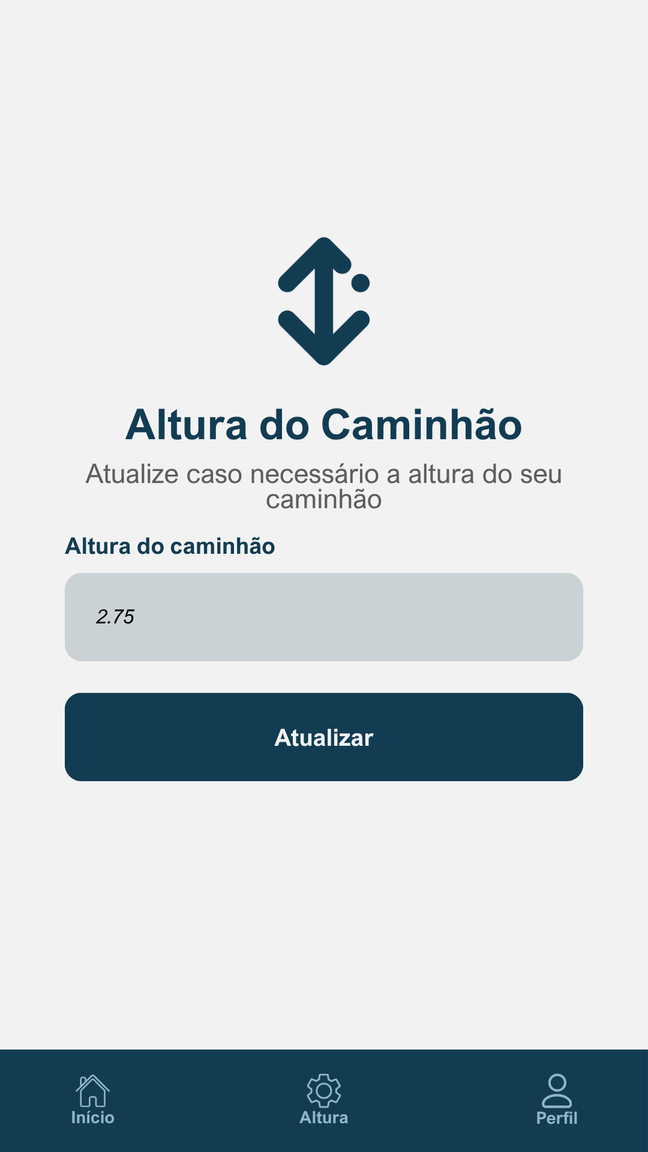 Altura do Caminhão
Atualize caso necessário a altura do seu
caminhão
Altura do caminhão
2.75
Atualizar
Início
Altura
Perfil